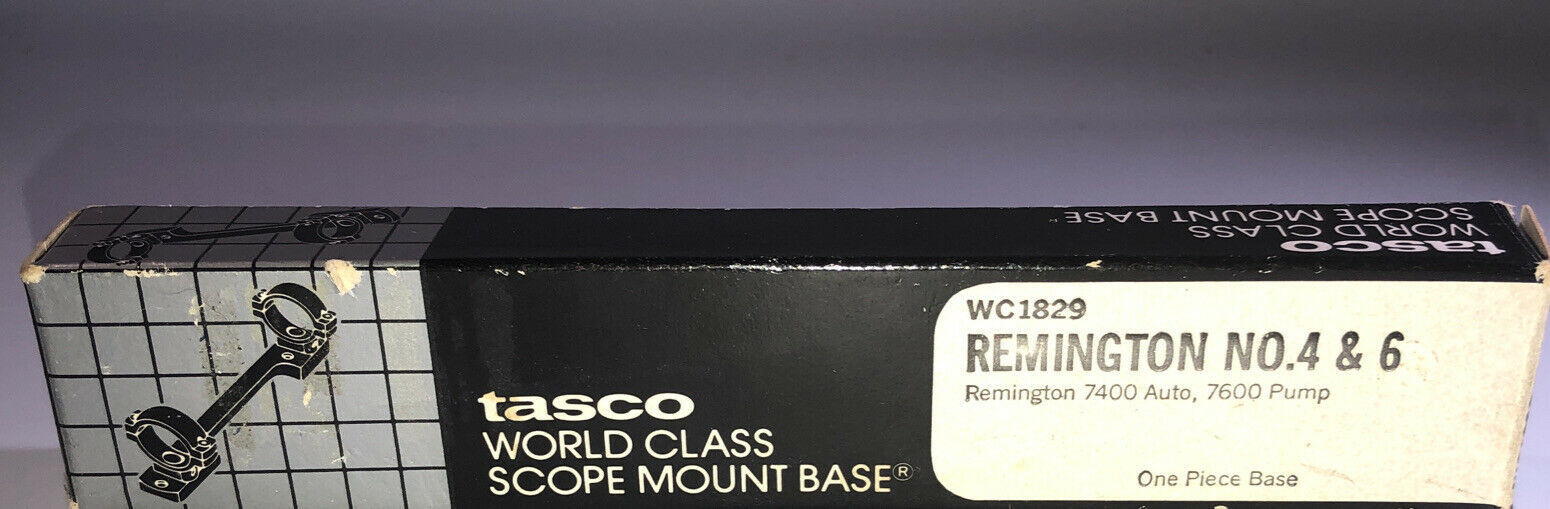 tasco
WORLD CLASS
SCOPE MOUNT BASE
WC1829
REMINGTON NO.4 & 6
Remington 7400 Auto, 7600 Pump
One Piece Base
tasco
WORLD CLASS
SCOPE MOUNT BASE®